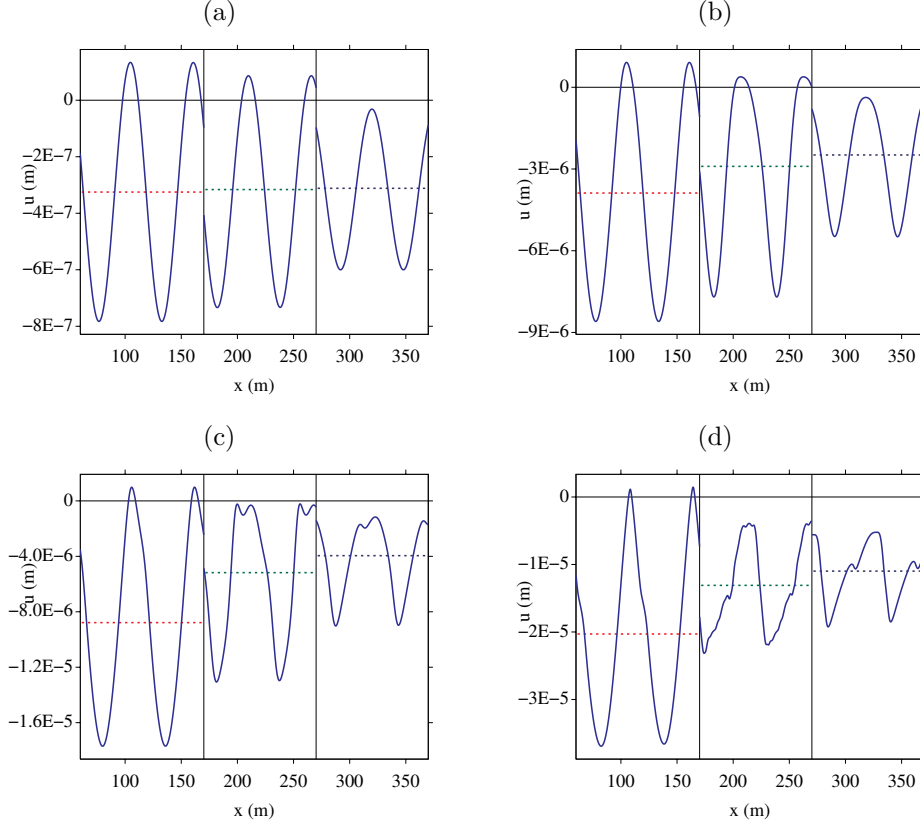 (a)
0
−2E−7
−4E−7
−6E−7
−8E−7
u (m)
100 150 200 250 300 350
x (m)
(b)
0
−3E−6
−6E−6
−9E−6
u (m)
100 150 200 250 300 350
x (m)
(c)
0
−4.0E−6
−8.0E−6
−1.2E−5
−1.6E−5
u (m)
100 150 200 250 300 350
x (m)
(d)
0
−1E−5
−2E−5
−3E−5
u (m)
100 150 200 250 300 350
x (m)